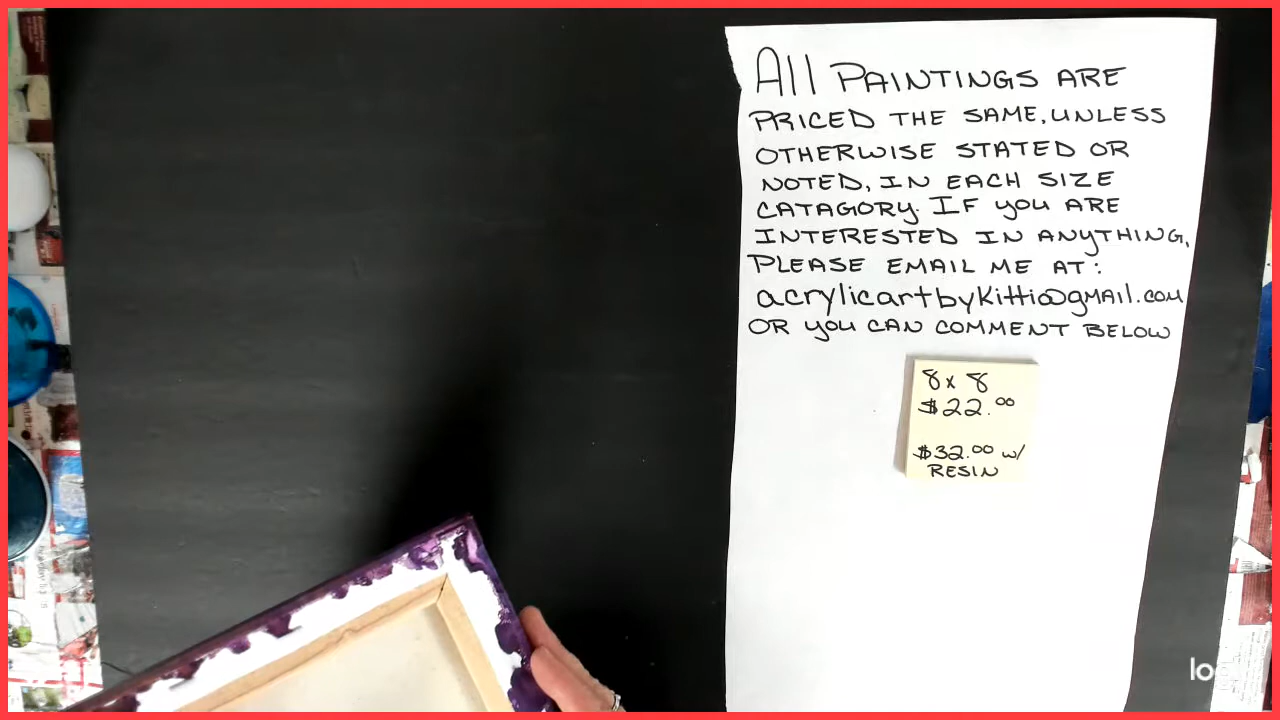 All PAINTINGS ARE
PRICED THE SAME, UNLESS
OTHERWISE STATED OR
NOTED, IN EACH SIZE
CATAGORY. IF YOU ARE
INTERESTED IN ANYTHING,
PLEASE EMAIL ME AT:
acrylicartbykitti@gmail.com
OR YOU CAN COMMENT BELOW
8 x 8
$22.00
$32.00 w/
RESIN